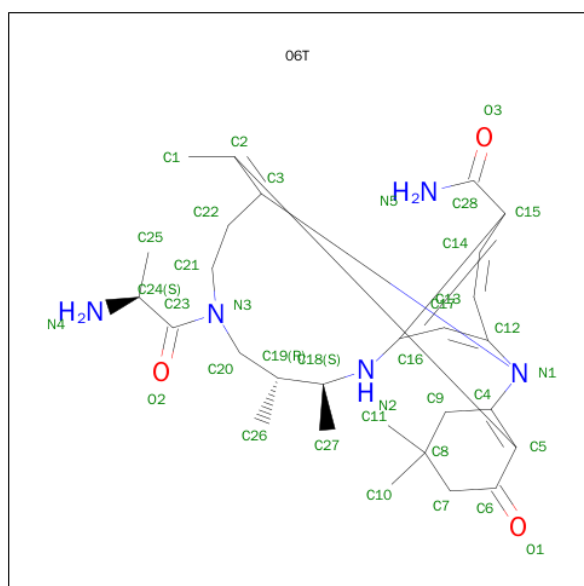 06T
O3
O
C2
C1
C3
H2N
N5
C28
C15
C22
C25
C14
C21
C24(S)
C23
N3
H2N
N4
N
C13
C17
C12
O
O2
C19(R)
C18(S)
C20
N
H
C16
N
N1
C4
N2
C9
C11
C26
C27
C5
C8
C10
C7
C6
O
O1